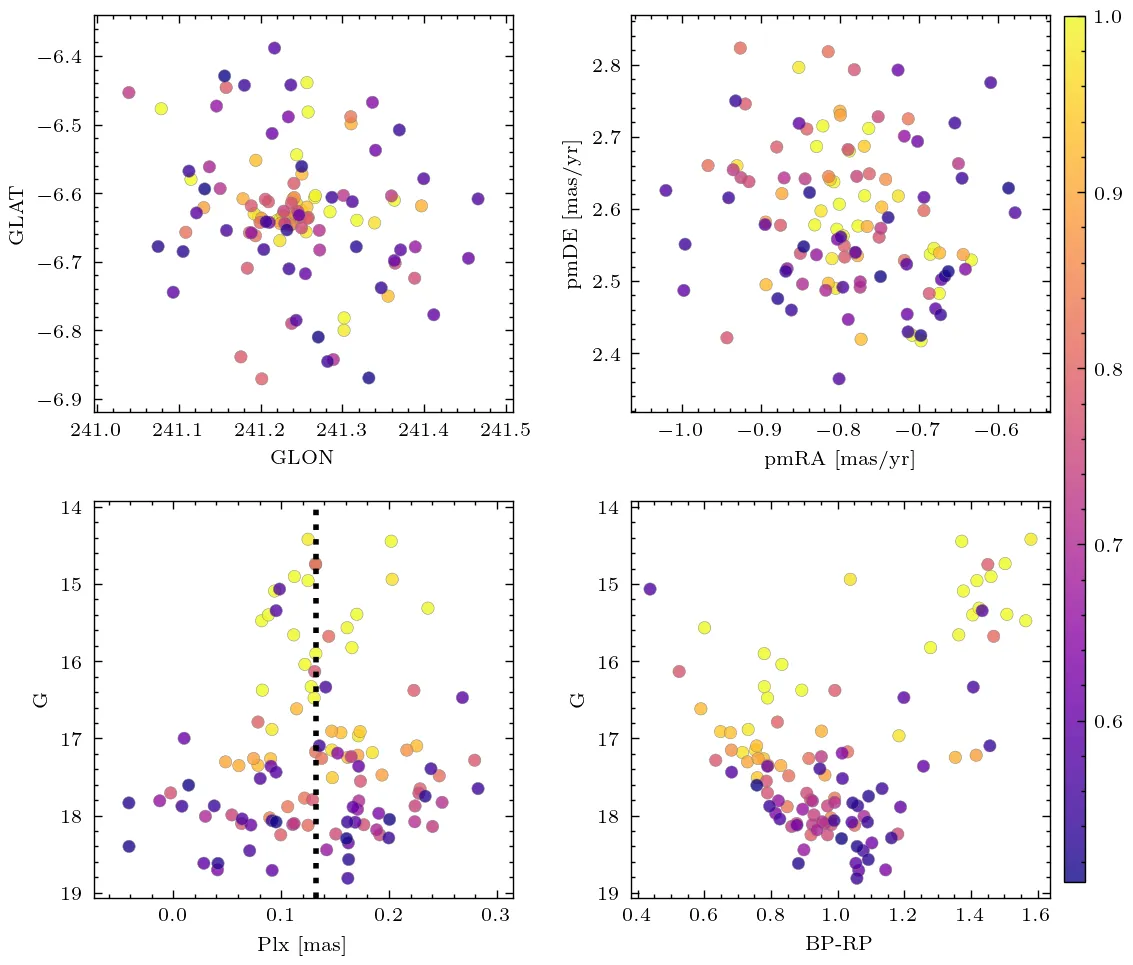 −6.4
−6.5
−6.6
−6.7
−6.8
−6.9
GLAT
241.0 241.1 241.2 241.3 241.4 241.5
GLON
2.8
2.7
2.6
2.5
2.4
pmDE [mas/yr]
−1.0 −0.9 −0.8 −0.7 −0.6
pmRA [mas/yr]
1.0
0.9
0.8
0.7
0.6
14
15
16
17
18
19
G
0.0 0.1 0.2 0.3
Plx [mas]
14
15
16
17
18
19
G
0.4 0.6 0.8 1.0 1.2 1.4 1.6
BP-RP